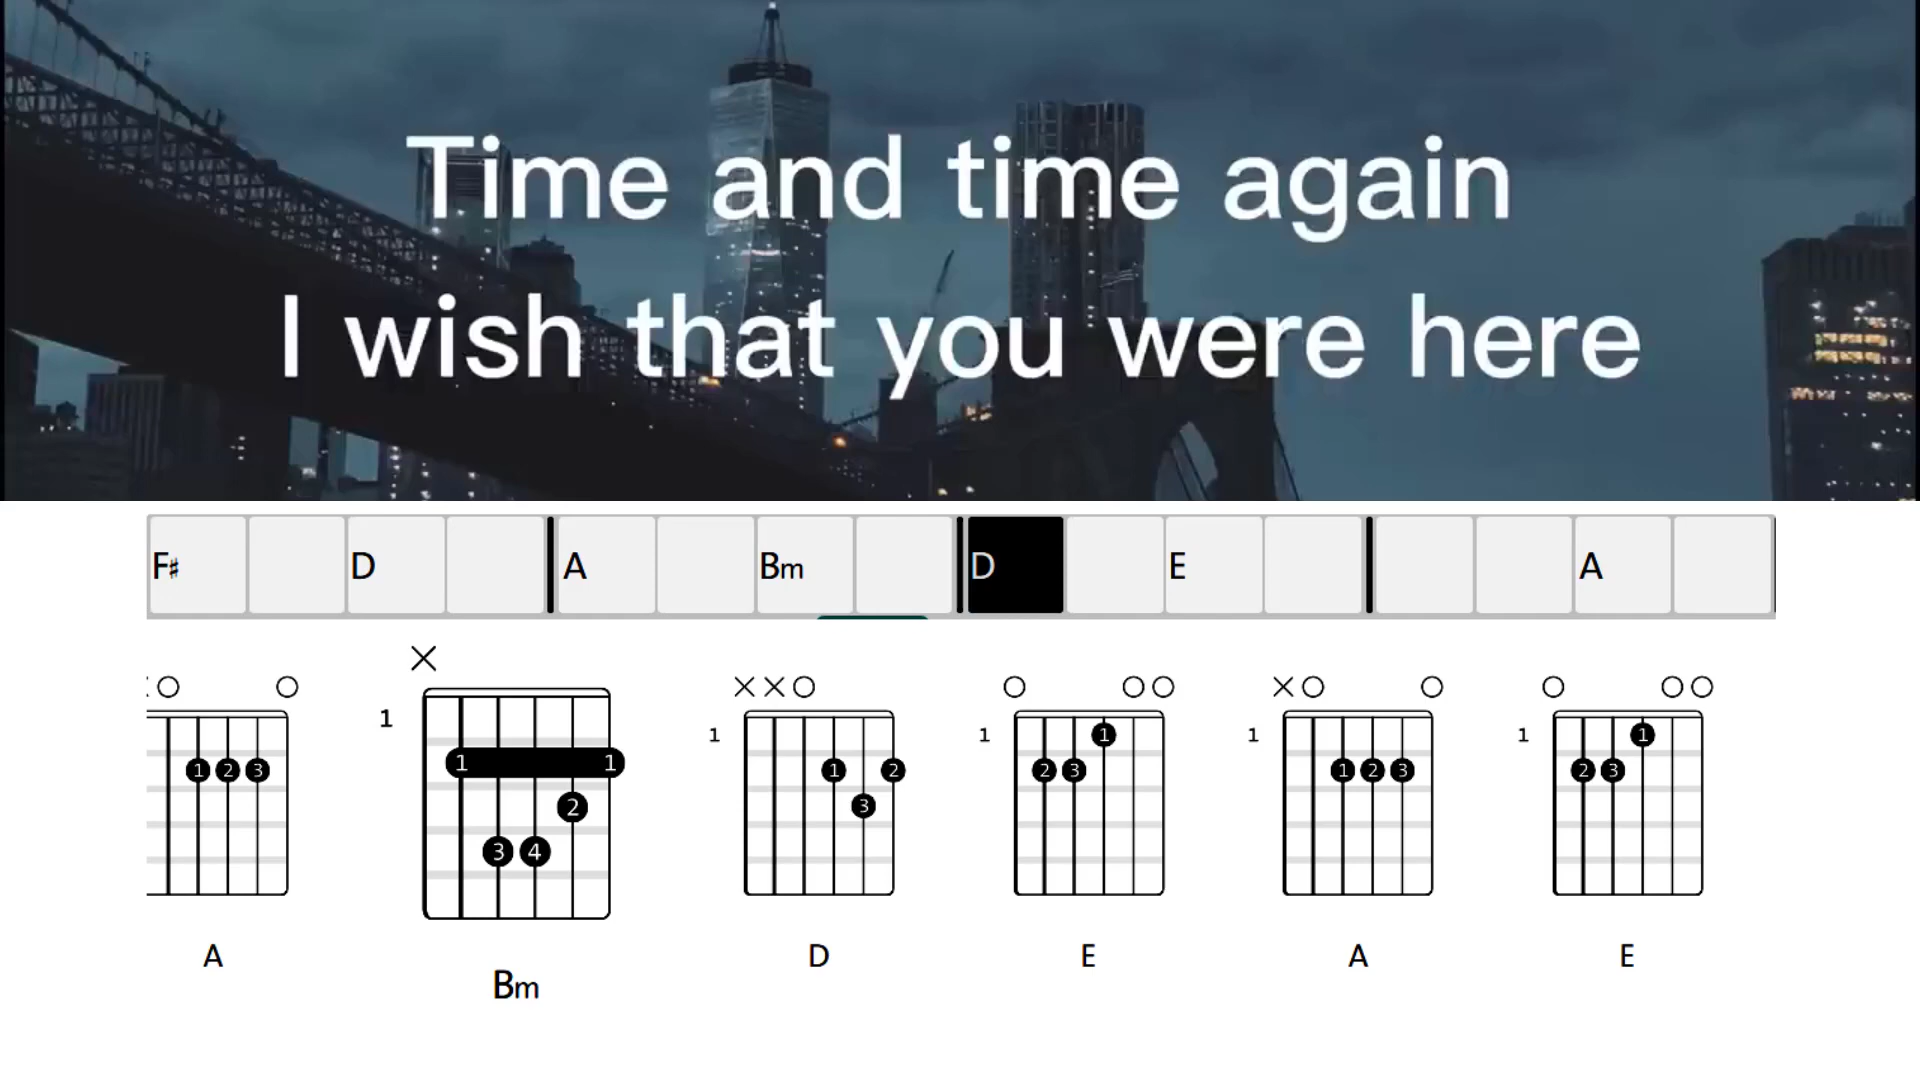 Time and time again
I wish that you were here
F♯ D A Bm D E A
1 1 1 1 1
1 2 3
1 1 2 3 4
1 2 3
1 2 3
1 2 3
1 2 3
A Bm D E A E